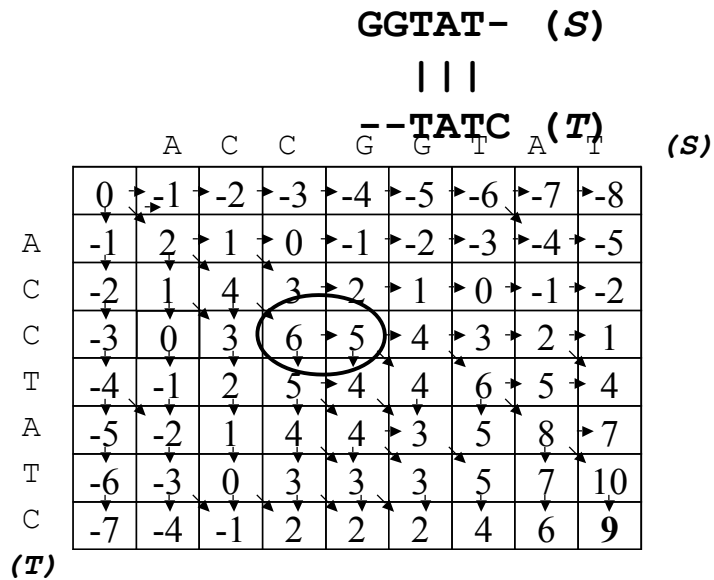 GGTAT- (S)
|||
--TATC (T)
A C C G G T A T (S)
0 -1 -2 -3 -4 -5 -6 -7 -8
A -1 2 1 0 -1 -2 -3 -4 -5
C -2 1 4 3 2 1 0 -1 -2
C -3 0 3 6 5 4 3 2 1
T -4 -1 2 5 4 4 6 5 4
A -5 -2 1 4 4 3 5 8 7
T -6 -3 0 3 3 3 5 7 10
C -7 -4 -1 2 2 2 4 6 9
(T)